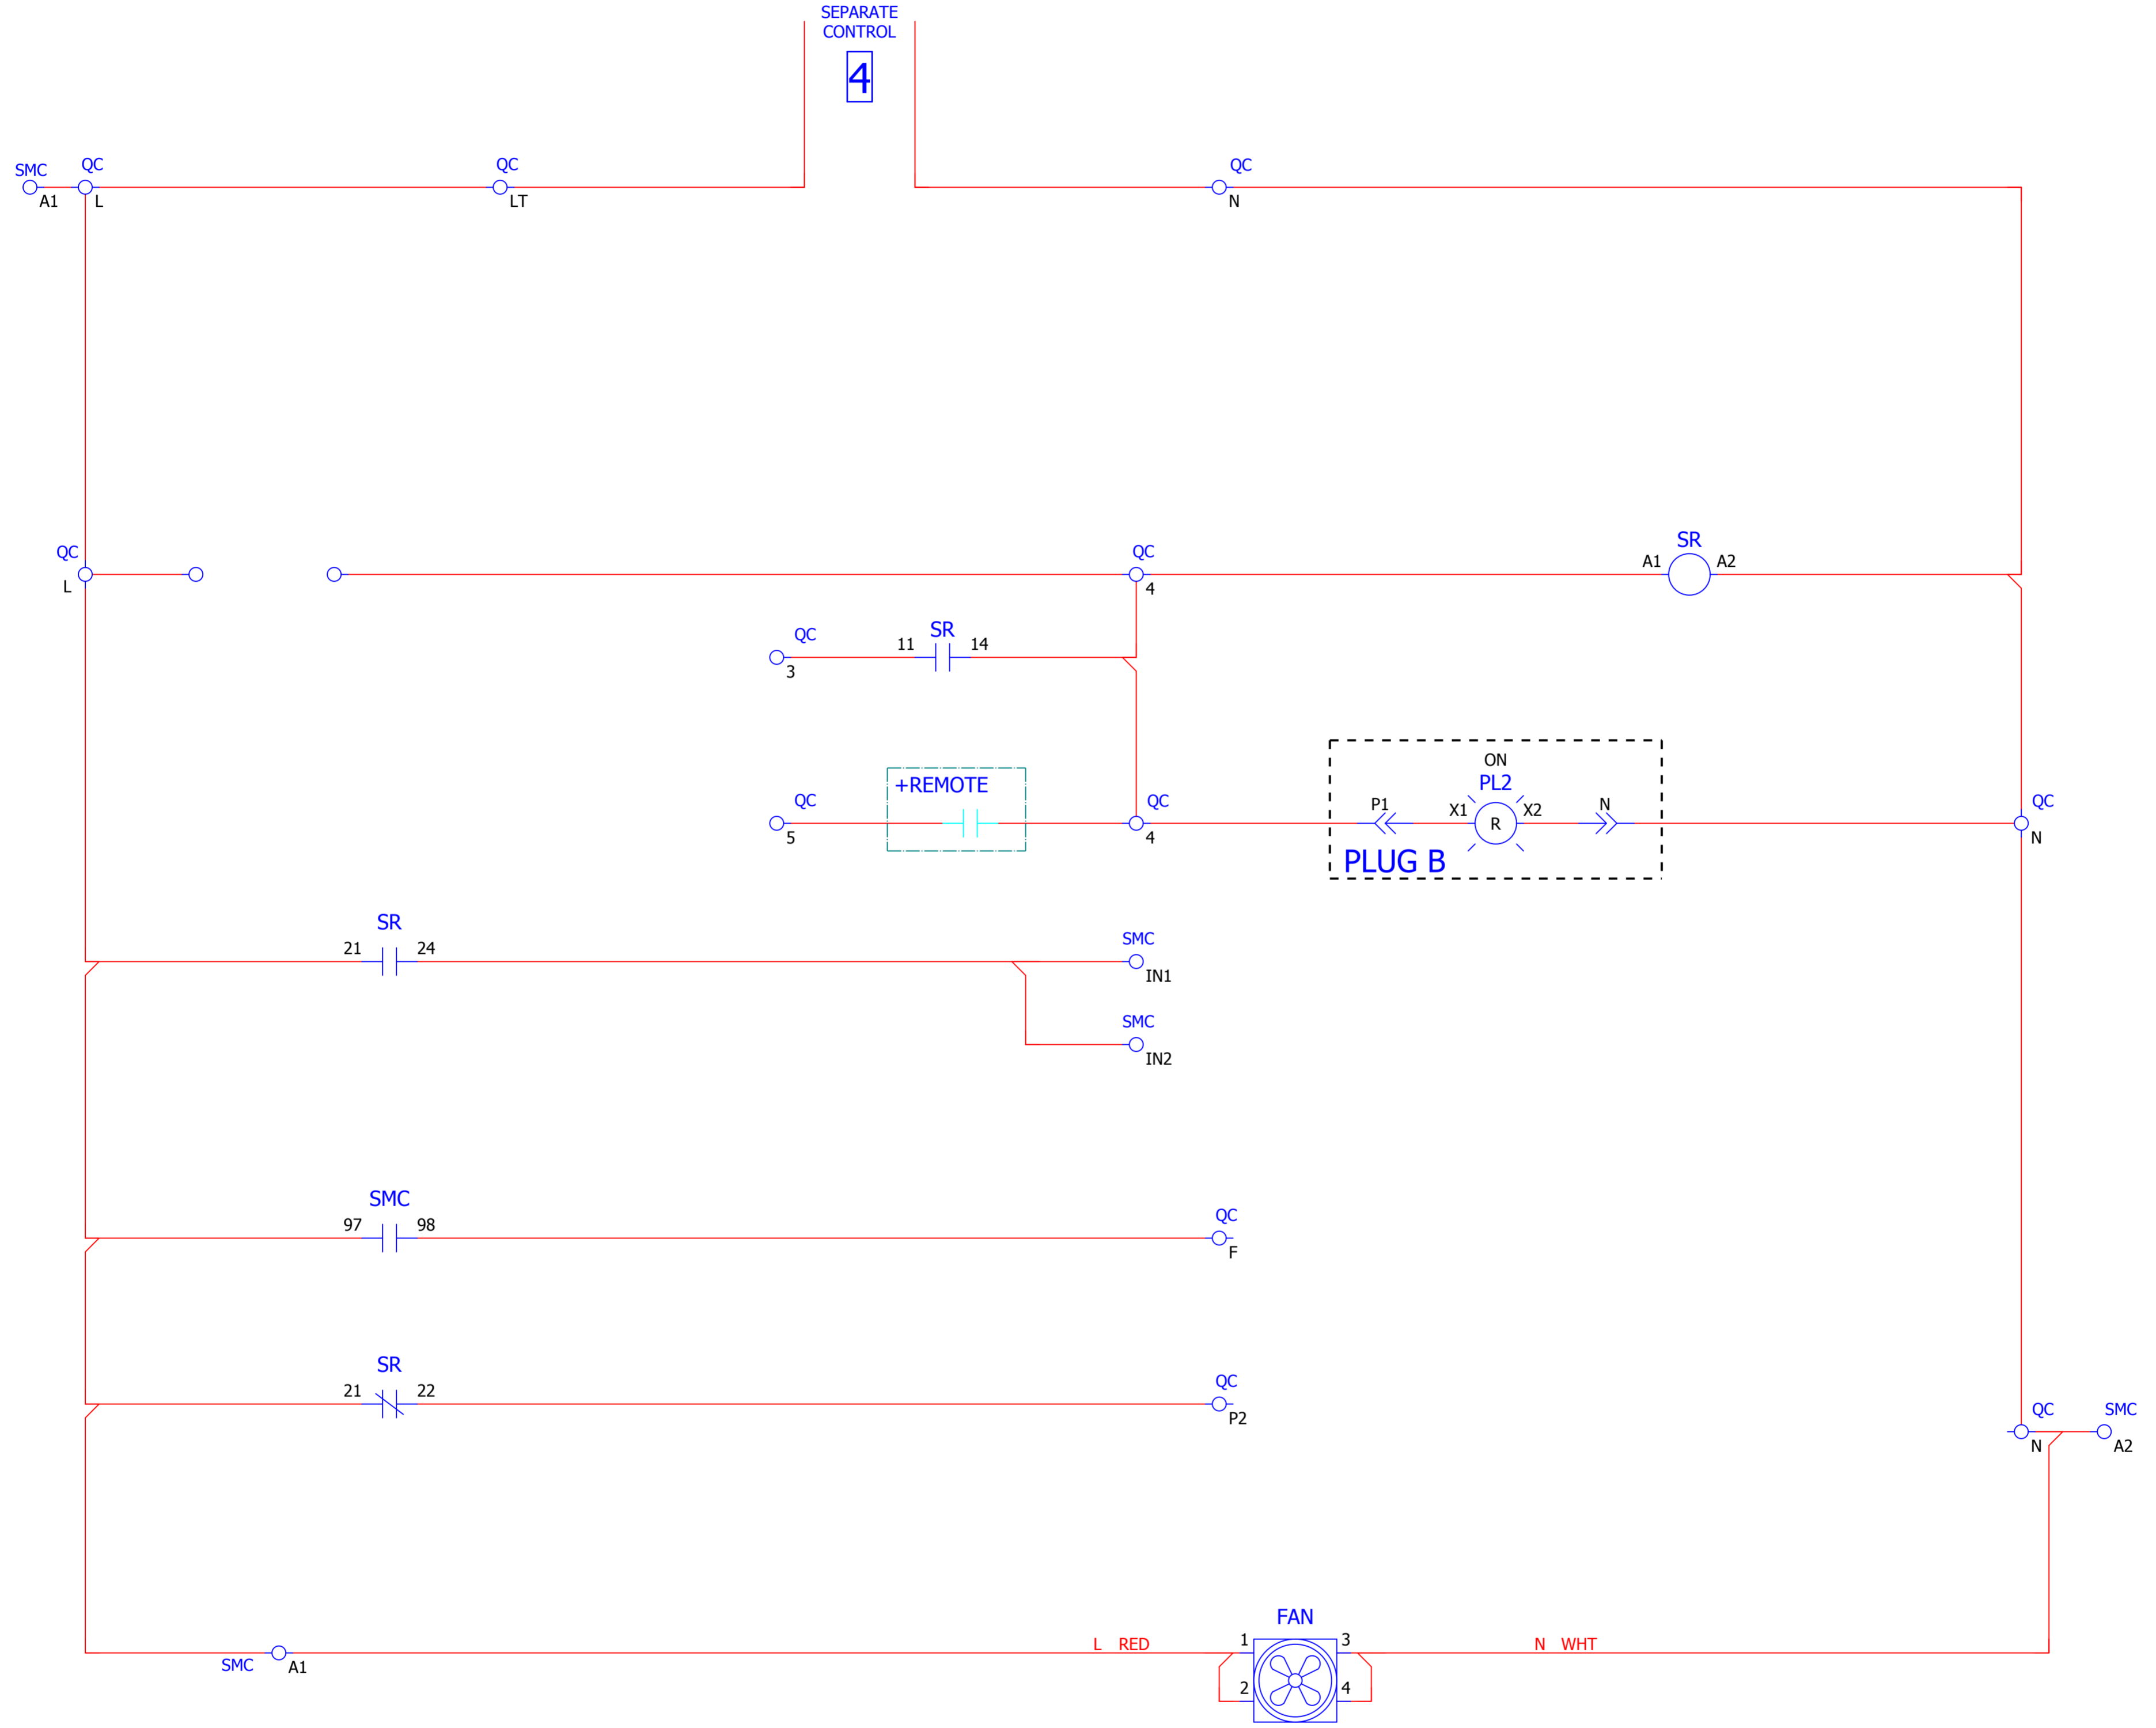 SEPARATE
CONTROL
4
SMC
A1
QC
L
QC
LT
QC
N
QC
L
QC
4
A1
SR
A2
QC
3
11
SR
14
QC
5
+REMOTE
QC
4
ON
PL2
P1
X1
R
X2
N
PLUG B
QC
N
SR
21
24
SMC
IN1
SMC
IN2
SMC
97
98
QC
F
SR
21
22
QC
P2
QC
N
SMC
A2
SMC
A1
L RED
FAN
1
3
2
4
N WHT